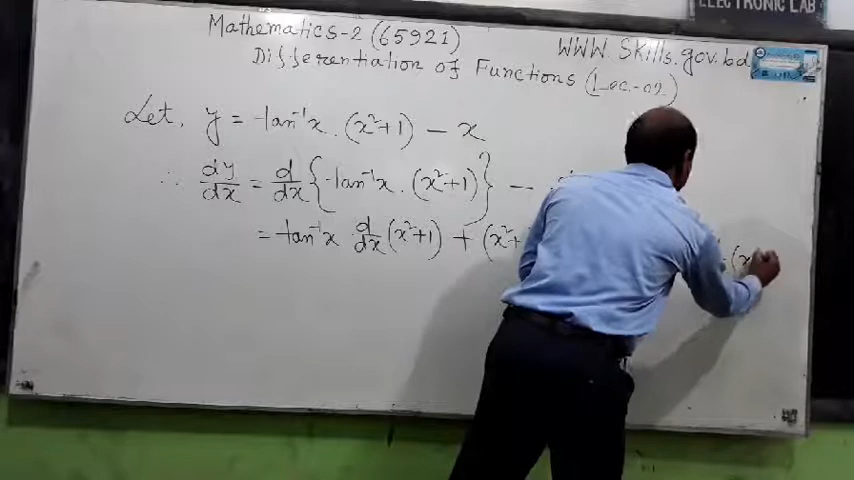 ELECTRONIC LAB
Mathematics-2 (65921)
WWW.Skills.gov.bd
Differentiation of Functions (Lec-02)
Let, y = tan⁻¹x . (x²+1) − x
∴ dy/dx = d/dx {tan⁻¹x . (x²+1)} −
= tan⁻¹x d/dx (x²+1) + (x²+